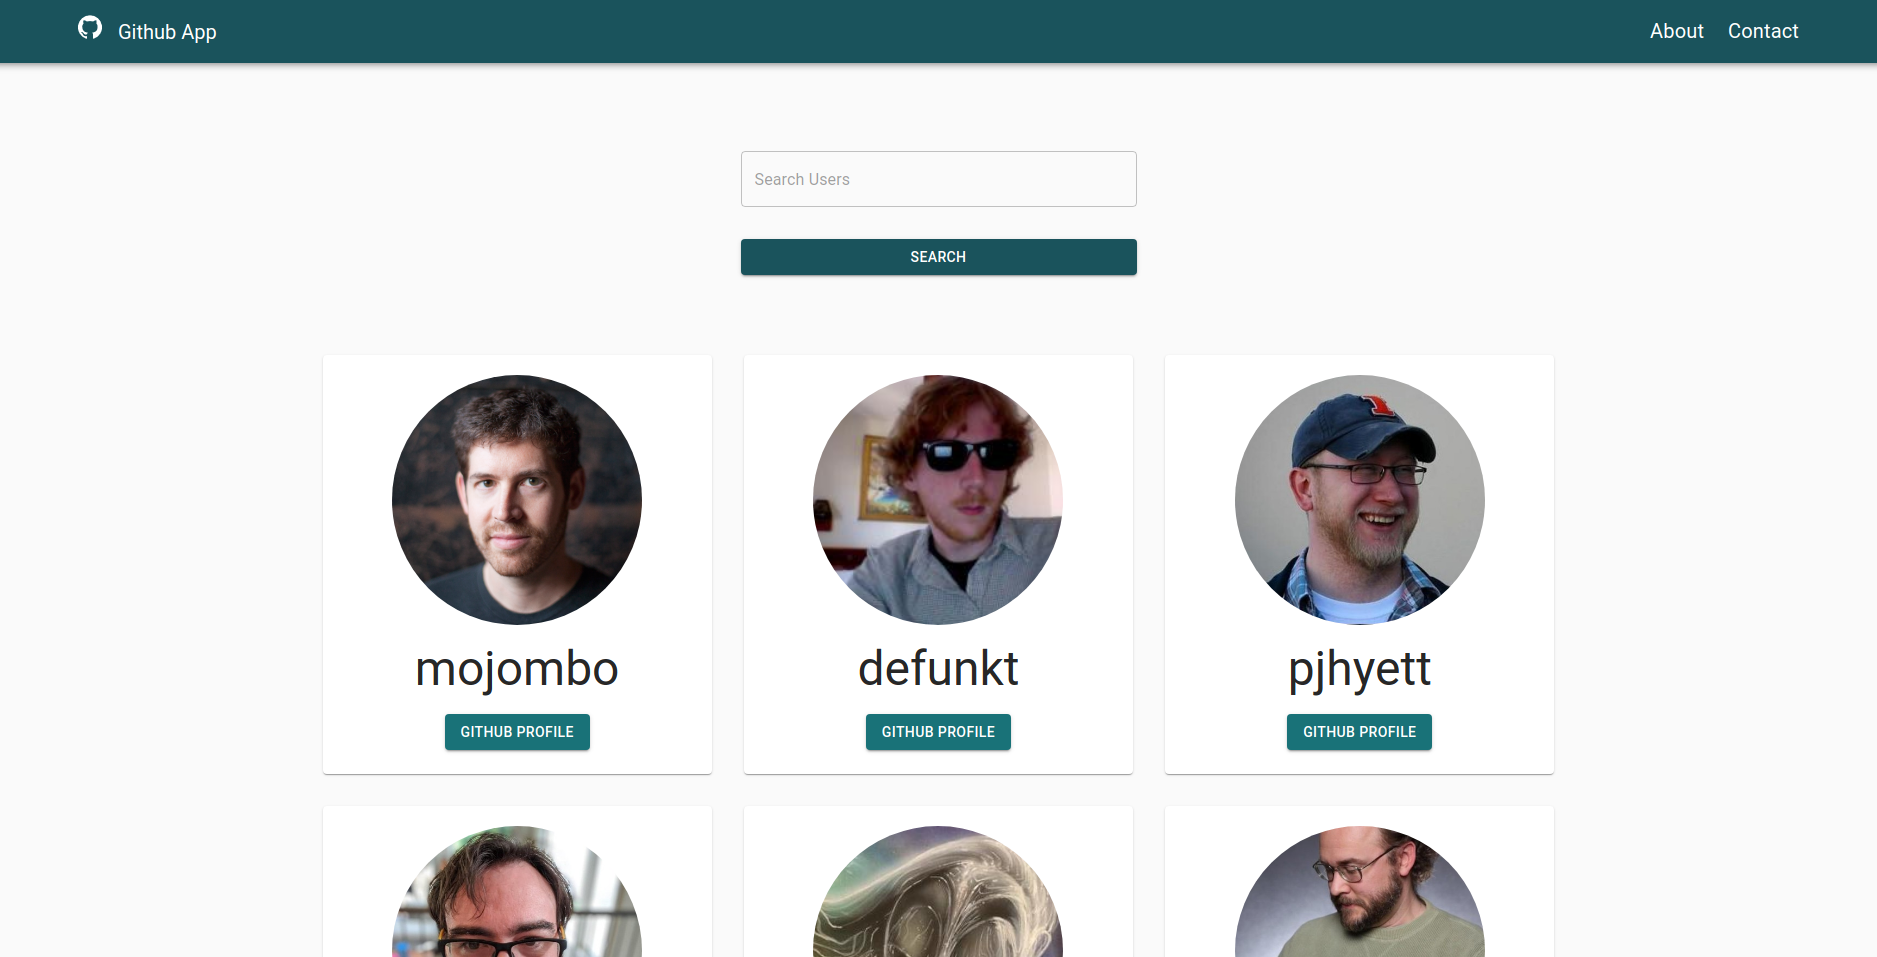 Github App
About
Contact
Search Users
SEARCH
mojombo
defunkt
pjhyett
GITHUB PROFILE
GITHUB PROFILE
GITHUB PROFILE